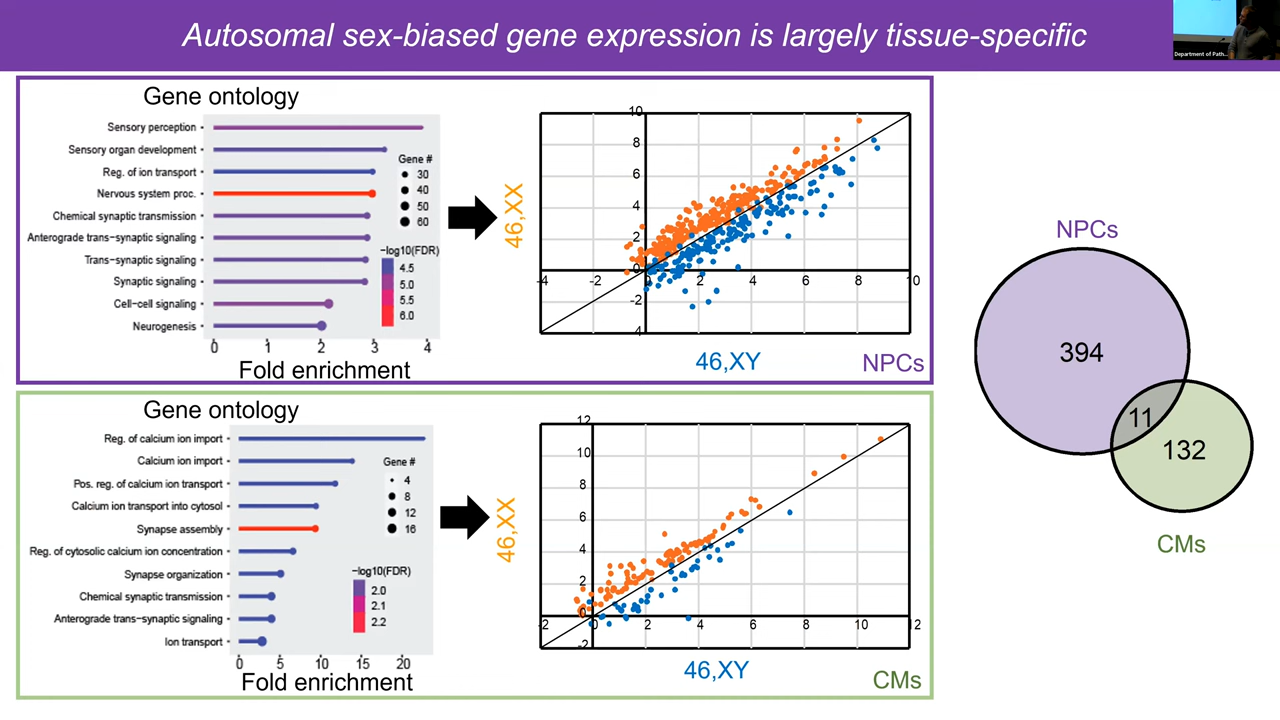 Autosomal sex-biased gene expression is largely tissue-specific
Department of Path...
Gene ontology
Sensory perception
Sensory organ development
Reg. of ion transport
Nervous system proc.
Chemical synaptic transmission
Anterograde trans-synaptic signaling
Trans-synaptic signaling
Synaptic signaling
Cell-cell signaling
Neurogenesis
0 1 2 3 4
Fold enrichment
Gene #
30
40
50
60
-log10(FDR)
4.5
5.0
5.5
6.0
46,XX
10
8
6
4
2
0
-2
-4
-4 -2 0 2 4 6 8 10
46,XY
NPCs
Gene ontology
Reg. of calcium ion import
Calcium ion import
Pos. reg. of calcium ion transport
Calcium ion transport into cytosol
Synapse assembly
Reg. of cytosolic calcium ion concentration
Synapse organization
Chemical synaptic transmission
Anterograde trans-synaptic signaling
Ion transport
0 5 10 15 20
Fold enrichment
Gene #
4
8
12
16
-log10(FDR)
2.0
2.1
2.2
46,XX
12
10
8
6
4
2
0
-2
-2 0 2 4 6 8 10 12
46,XY
CMs
NPCs
394
11
132
CMs